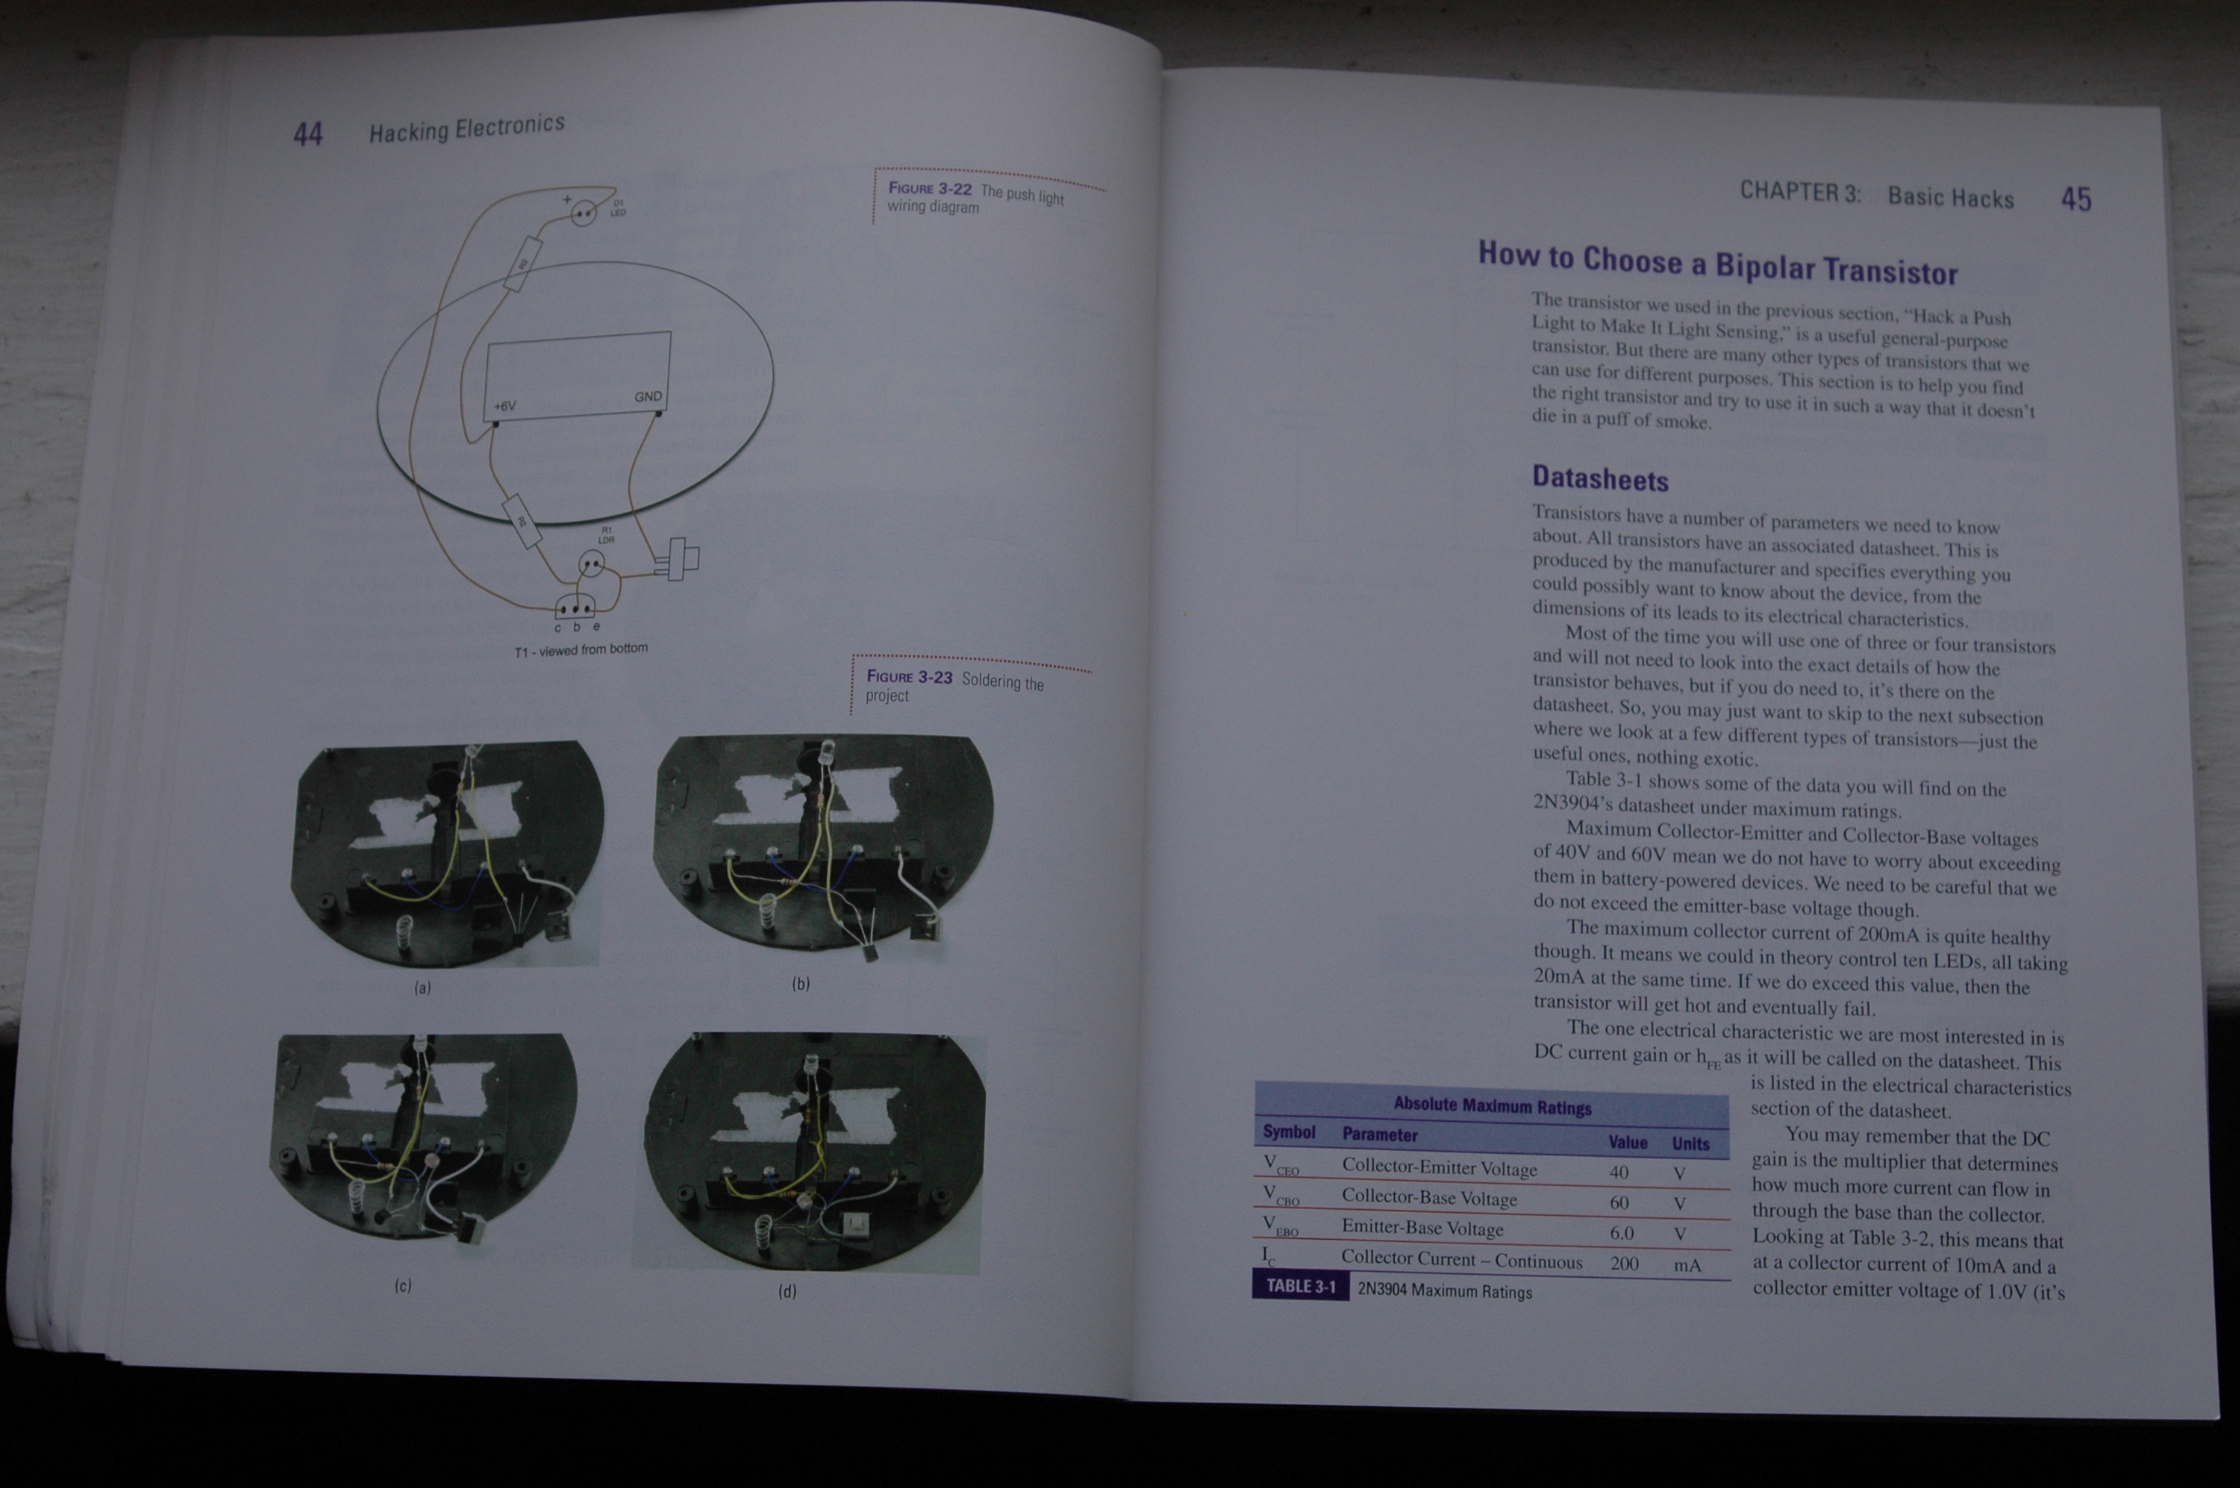 44 Hacking Electronics
FIGURE 3-22 The push light
wiring diagram
+
D1
LED
R2
+6V
GND
R1
LDR
c b e
T1 - viewed from bottom
FIGURE 3-23 Soldering the
project
(a)
(b)
(c)
(d)
CHAPTER 3: Basic Hacks 45
How to Choose a Bipolar Transistor
The transistor we used in the previous section, “Hack a Push
Light to Make It Light Sensing,” is a useful general-purpose
transistor. But there are many other types of transistors that we
can use for different purposes. This section is to help you find
the right transistor and try to use it in such a way that it doesn’t
die in a puff of smoke.
Datasheets
Transistors have a number of parameters we need to know
about. All transistors have an associated datasheet. This is
produced by the manufacturer and specifies everything you
could possibly want to know about the device, from the
dimensions of its leads to its electrical characteristics.
Most of the time you will use one of three or four transistors
and will not need to look into the exact details of how the
transistor behaves, but if you do need to, it’s there on the
datasheet. So, you may just want to skip to the next subsection
where we look at a few different types of transistors—just the
useful ones, nothing exotic.
Table 3-1 shows some of the data you will find on the
2N3904’s datasheet under maximum ratings.
Maximum Collector-Emitter and Collector-Base voltages
of 40V and 60V mean we do not have to worry about exceeding
them in battery-powered devices. We need to be careful that we
do not exceed the emitter-base voltage though.
The maximum collector current of 200mA is quite healthy
though. It means we could in theory control ten LEDs, all taking
20mA at the same time. If we do exceed this value, then the
transistor will get hot and eventually fail.
The one electrical characteristic we are most interested in is
DC current gain or hFE as it will be called on the datasheet. This
is listed in the electrical characteristics
section of the datasheet.
You may remember that the DC
gain is the multiplier that determines
how much more current can flow in
through the base than the collector.
Looking at Table 3-2, this means that
at a collector current of 10mA and a
collector emitter voltage of 1.0V (it’s
Absolute Maximum Ratings
Symbol Parameter Value Units
VCEO Collector-Emitter Voltage 40 V
VCBO Collector-Base Voltage 60 V
VEBO Emitter-Base Voltage 6.0 V
IC Collector Current – Continuous 200 mA
TABLE 3-1 2N3904 Maximum Ratings